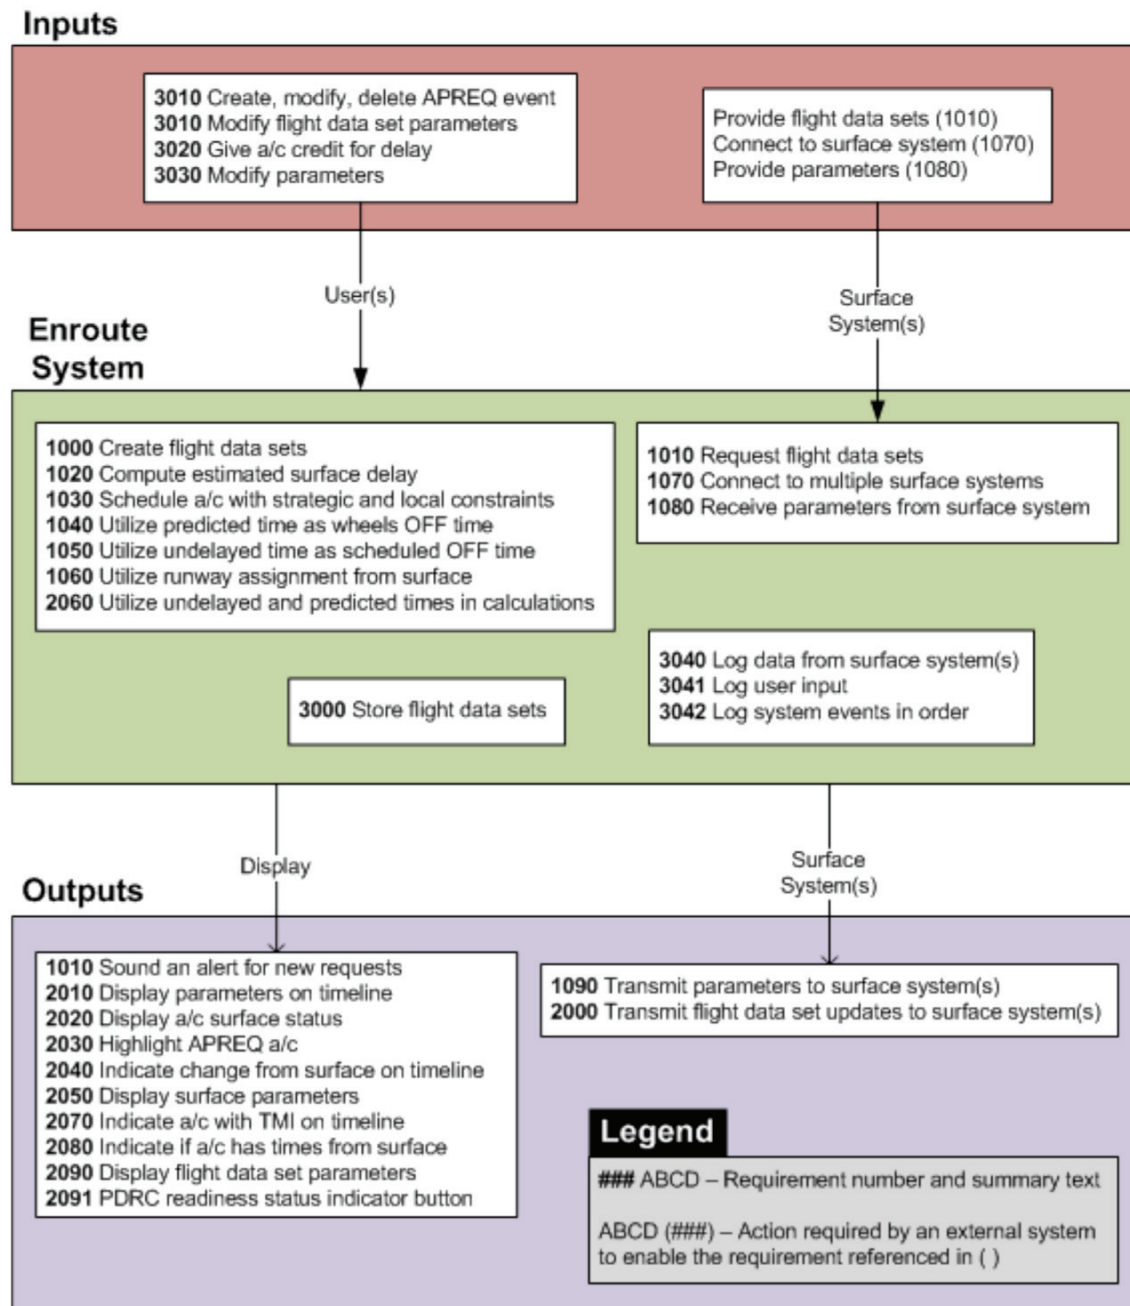 Inputs
3010 Create, modify, delete APREQ event
3010 Modify flight data set parameters
3020 Give a/c credit for delay
3030 Modify parameters
Provide flight data sets (1010)
Connect to surface system (1070)
Provide parameters (1080)
User(s)
Surface
System(s)
Enroute
System
1000 Create flight data sets
1020 Compute estimated surface delay
1030 Schedule a/c with strategic and local constraints
1040 Utilize predicted time as wheels OFF time
1050 Utilize undelayed time as scheduled OFF time
1060 Utilize runway assignment from surface
2060 Utilize undelayed and predicted times in calculations
1010 Request flight data sets
1070 Connect to multiple surface systems
1080 Receive parameters from surface system
3000 Store flight data sets
3040 Log data from surface system(s)
3041 Log user input
3042 Log system events in order
Display
Surface
System(s)
Outputs
1010 Sound an alert for new requests
2010 Display parameters on timeline
2020 Display a/c surface status
2030 Highlight APREQ a/c
2040 Indicate change from surface on timeline
2050 Display surface parameters
2070 Indicate a/c with TMI on timeline
2080 Indicate if a/c has times from surface
2090 Display flight data set parameters
2091 PDRC readiness status indicator button
1090 Transmit parameters to surface system(s)
2000 Transmit flight data set updates to surface system(s)
Legend
### ABCD – Requirement number and summary text
ABCD (###) – Action required by an external system
to enable the requirement referenced in ( )